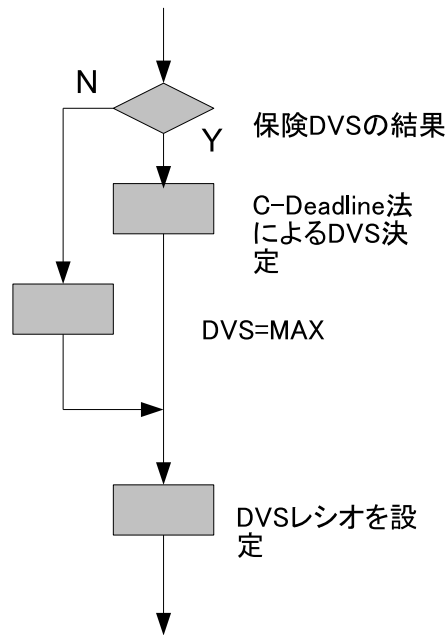 N
保険DVSの結果
Y
C-Deadline法
によるDVS決
定
DVS=MAX
DVSレシオを設
定